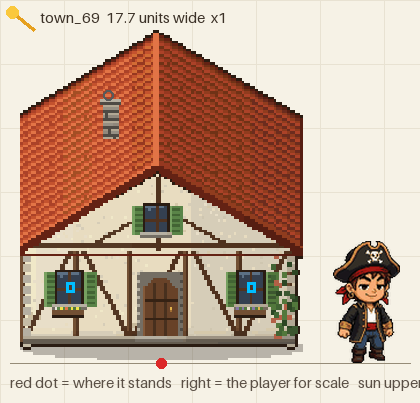 town_69 17.7 units wide x1
red dot = where it stands right = the player for scale sun upper